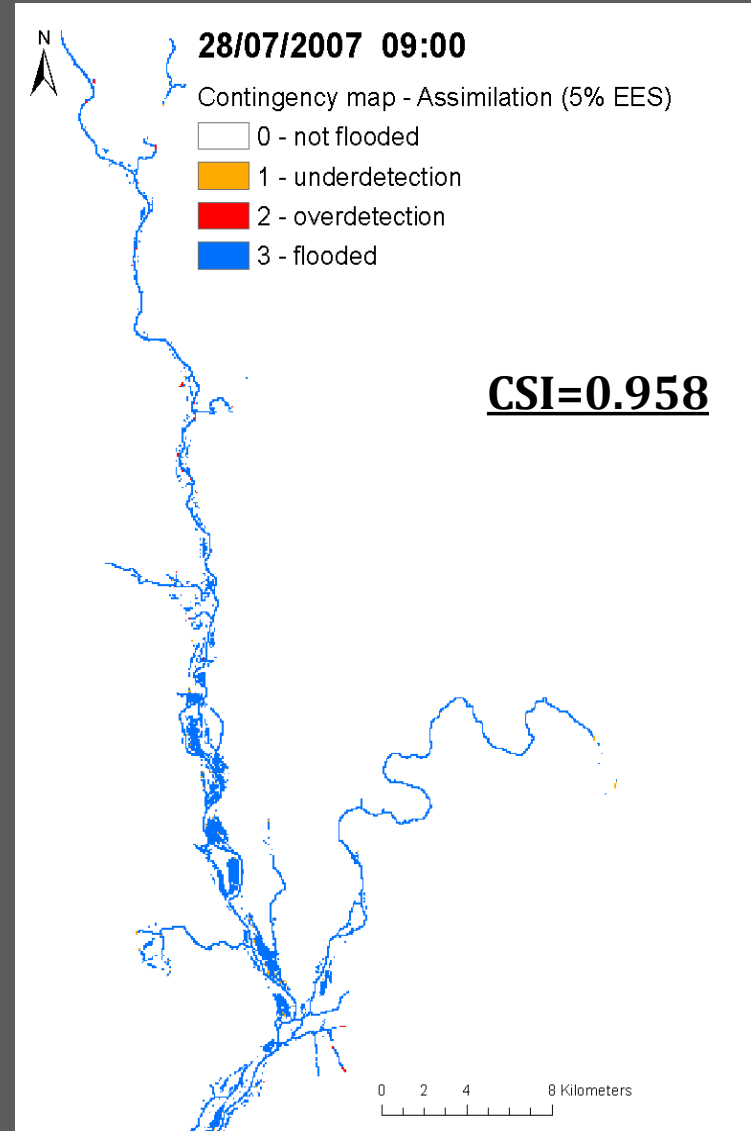 N
28/07/2007 09:00
Contingency map - Assimilation (5% EES)
0 - not flooded
1 - underdetection
2 - overdetection
3 - flooded
CSI=0.958
0 2 4 8 Kilometers